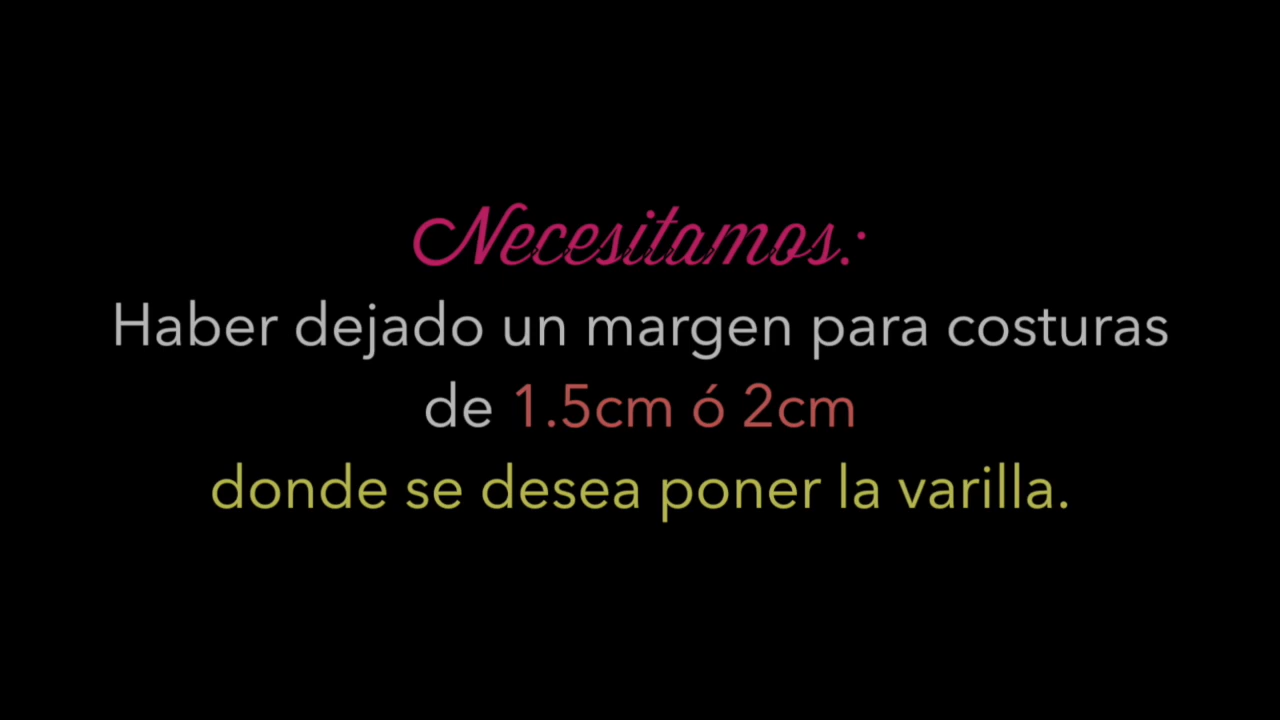 Necesitamos:
Haber dejado un margen para costuras
de 1.5cm ó 2cm
donde se desea poner la varilla.